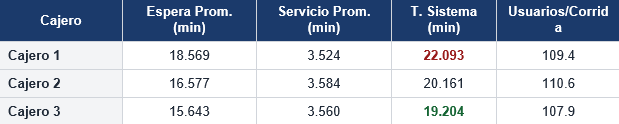 Cajero Espera Prom. (min) Servicio Prom. (min) T. Sistema (min) Usuarios/Corrida
Cajero 1 18.569 3.524 22.093 109.4
Cajero 2 16.577 3.584 20.161 110.6
Cajero 3 15.643 3.560 19.204 107.9